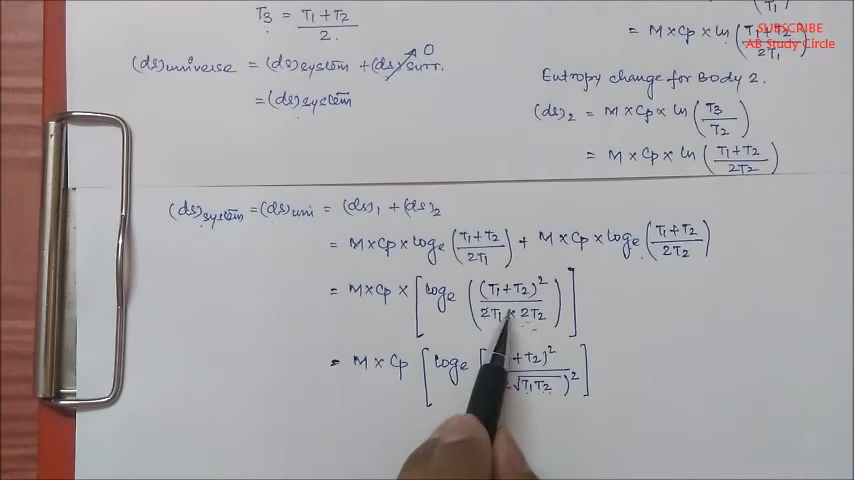 T3 = T1 + T2 / 2.
(ds)universe = (ds)system + (ds)surr. 0
= (ds)system
(T1)
= M × Cp × ln (T1 + T2 / 2T1)
Entropy change for Body 2.
(ds)2 = M × Cp × ln (T3 / T2)
= M × Cp × ln (T1 + T2 / 2T2)
SUBSCRIBE
AB Study Circle
(ds)system = (ds)uni = (ds)1 + (ds)2
= M × Cp × loge (T1 + T2 / 2T1) + M × Cp × loge (T1 + T2 / 2T2)
= M × Cp × [loge ((T1 + T2)² / 2T1 × 2T2)]
= M × Cp [loge [ + T2)² / 2√T1T2)²]